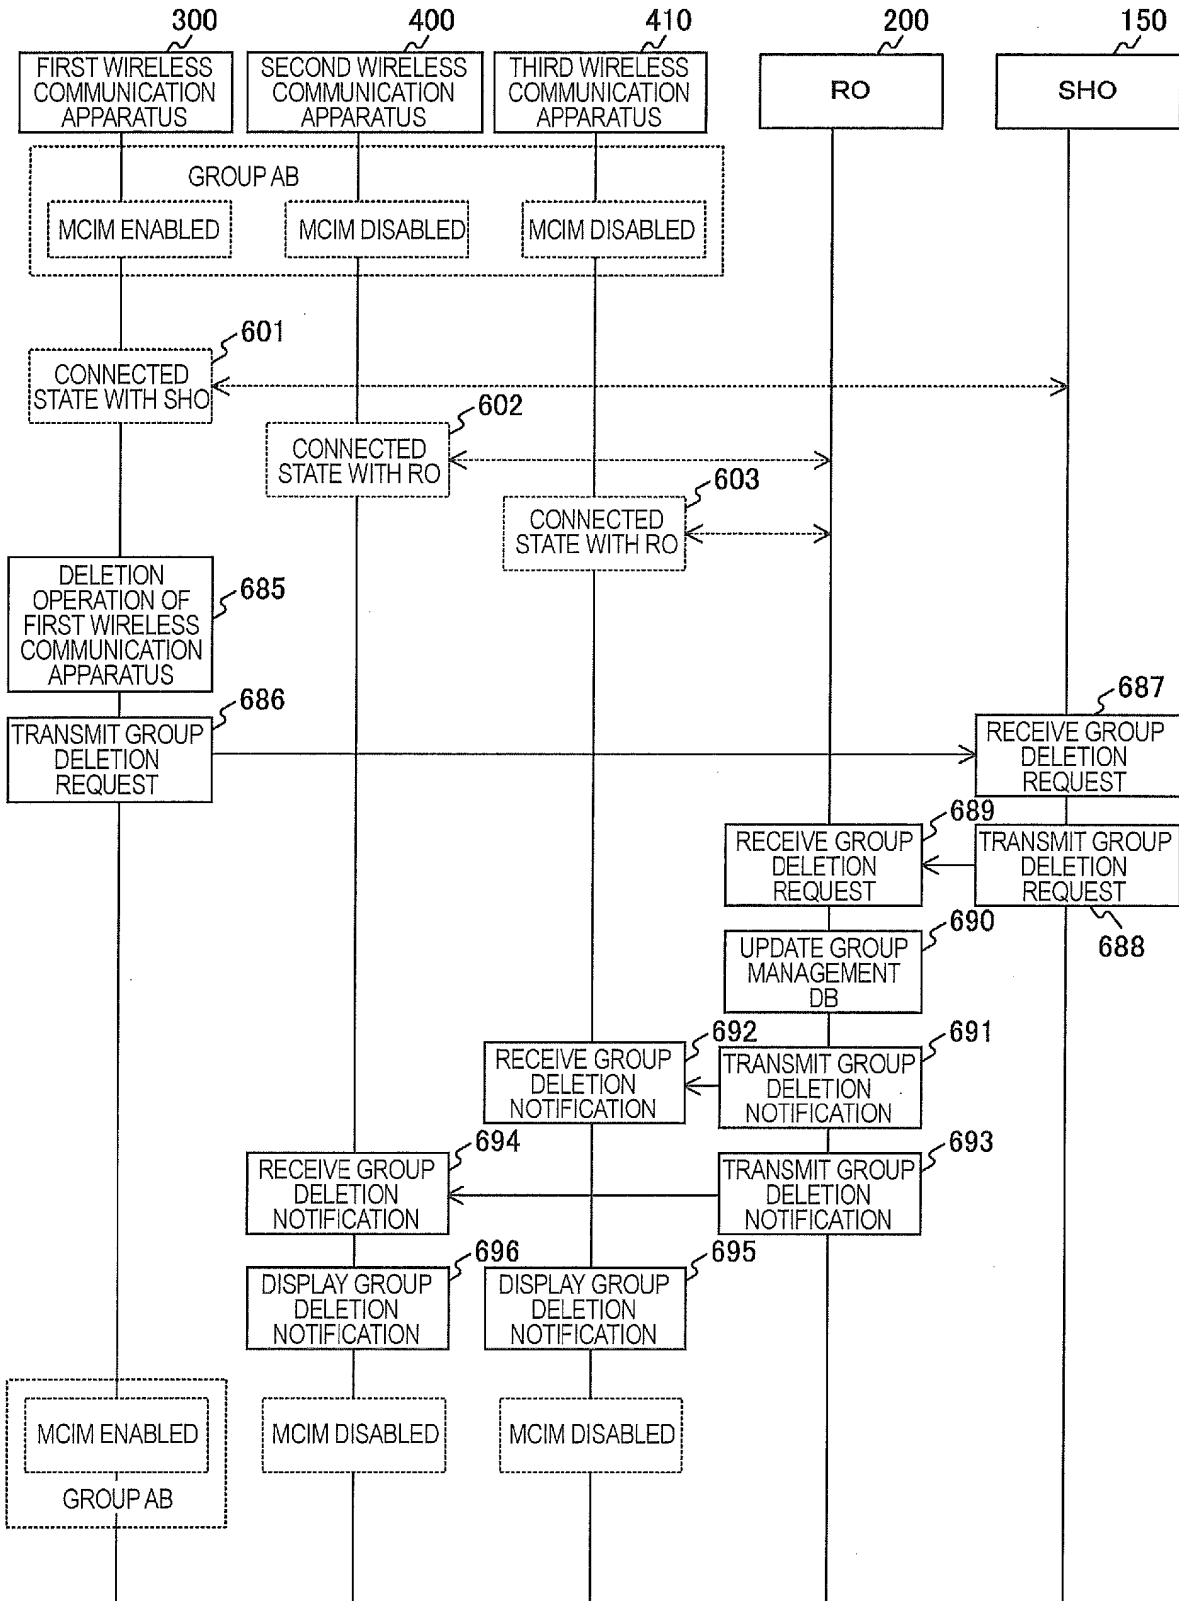 300
400
410
200
150
FIRST WIRELESS
COMMUNICATION
APPARATUS
SECOND WIRELESS
COMMUNICATION
APPARATUS
THIRD WIRELESS
COMMUNICATION
APPARATUS
RO
SHO
GROUP AB
MCIM ENABLED
MCIM DISABLED
MCIM DISABLED
601
CONNECTED
STATE WITH SHO
602
CONNECTED
STATE WITH RO
603
CONNECTED
STATE WITH RO
685
DELETION
OPERATION OF
FIRST WIRELESS
COMMUNICATION
APPARATUS
686
TRANSMIT GROUP
DELETION
REQUEST
687
RECEIVE GROUP
DELETION
REQUEST
689
RECEIVE GROUP
DELETION
REQUEST
TRANSMIT GROUP
DELETION
REQUEST
688
690
UPDATE GROUP
MANAGEMENT
DB
692
RECEIVE GROUP
DELETION
NOTIFICATION
691
TRANSMIT GROUP
DELETION
NOTIFICATION
694
RECEIVE GROUP
DELETION
NOTIFICATION
693
TRANSMIT GROUP
DELETION
NOTIFICATION
696
DISPLAY GROUP
DELETION
NOTIFICATION
695
DISPLAY GROUP
DELETION
NOTIFICATION
MCIM ENABLED
MCIM DISABLED
MCIM DISABLED
GROUP AB